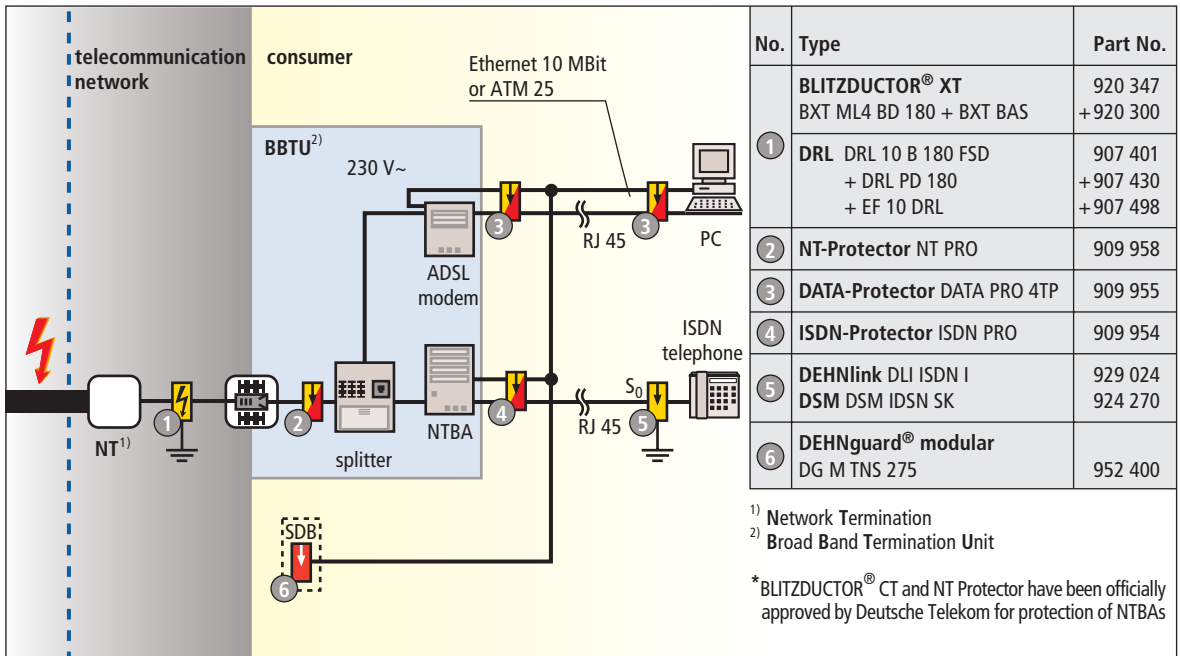 telecommunication
network
consumer
Ethernet 10 MBit
or ATM 25
BBTU2)
230 V~
3
3
RJ 45
PC
ADSL
modem
ISDN
telephone
S0
1
2
4
5
RJ 45
NT1)
NTBA
splitter
SDB
6
No. Type Part No.
1
BLITZDUCTOR® XT 920 347
BXT ML4 BD 180 + BXT BAS +920 300
DRL DRL 10 B 180 FSD 907 401
+ DRL PD 180 +907 430
+ EF 10 DRL +907 498
2 NT-Protector NT PRO 909 958
3 DATA-Protector DATA PRO 4TP 909 955
4 ISDN-Protector ISDN PRO 909 954
5
DEHNlink DLI ISDN I 929 024
DSM DSM IDSN SK 924 270
6
DEHNguard® modular
DG M TNS 275 952 400
1) Network Termination
2) Broad Band Termination Unit
*BLITZDUCTOR® CT and NT Protector have been officially
approved by Deutsche Telekom for protection of NTBAs